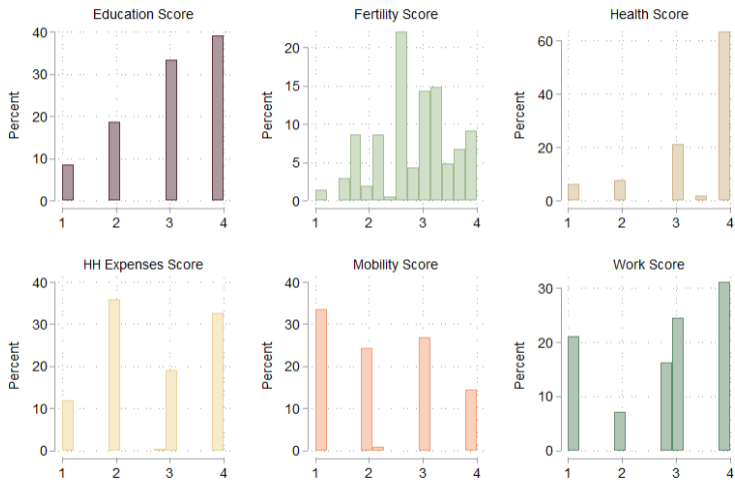 Education Score
Fertility Score
Health Score
Percent
40
30
20
10
0
1 2 3 4
Percent
20
15
10
5
0
1 2 3 4
Percent
60
40
20
0
1 2 3 4
HH Expenses Score
Mobility Score
Work Score
Percent
40
30
20
10
0
1 2 3 4
Percent
40
30
20
10
0
1 2 3 4
Percent
30
20
10
0
1 2 3 4